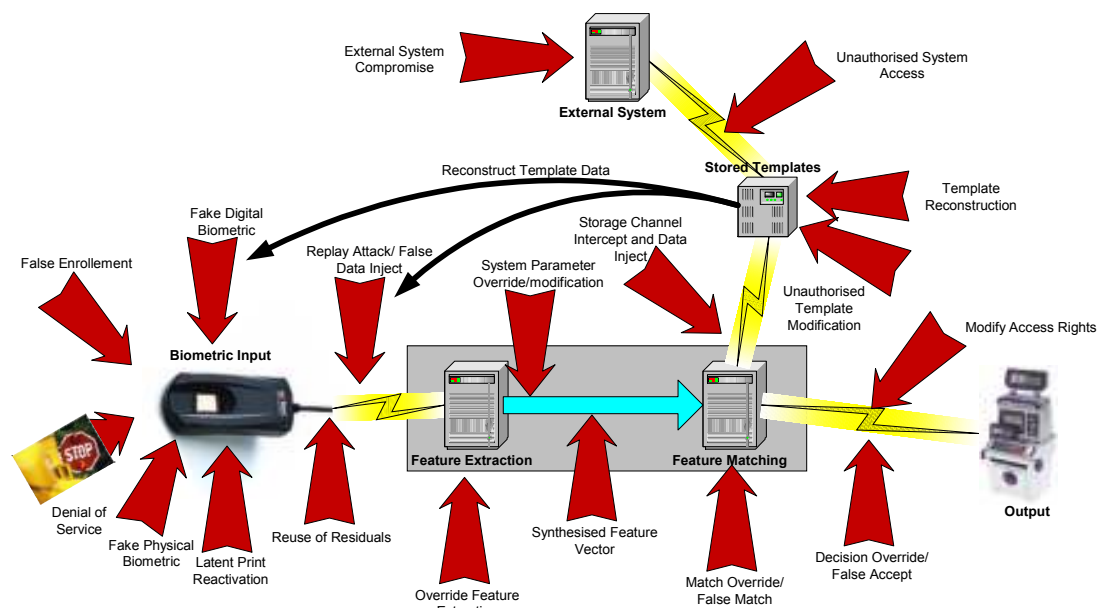 External System
Compromise
Unauthorised System
Access
External System
Stored Templates
Reconstruct Template Data
Template
Reconstruction
Fake Digital
Biometric
Storage Channel
Intercept and Data
Inject
Replay Attack/ False
Data Inject
False Enrollement
System Parameter
Override/modification
Unauthorised
Template
Modification
Modify Access Rights
Biometric Input
STOP
Feature Extraction
Feature Matching
Output
Denial of
Service
Fake Physical
Biometric
Latent Print
Reactivation
Reuse of Residuals
Synthesised Feature
Vector
Decision Override/
False Accept
Override Feature
Match Override/
False Match